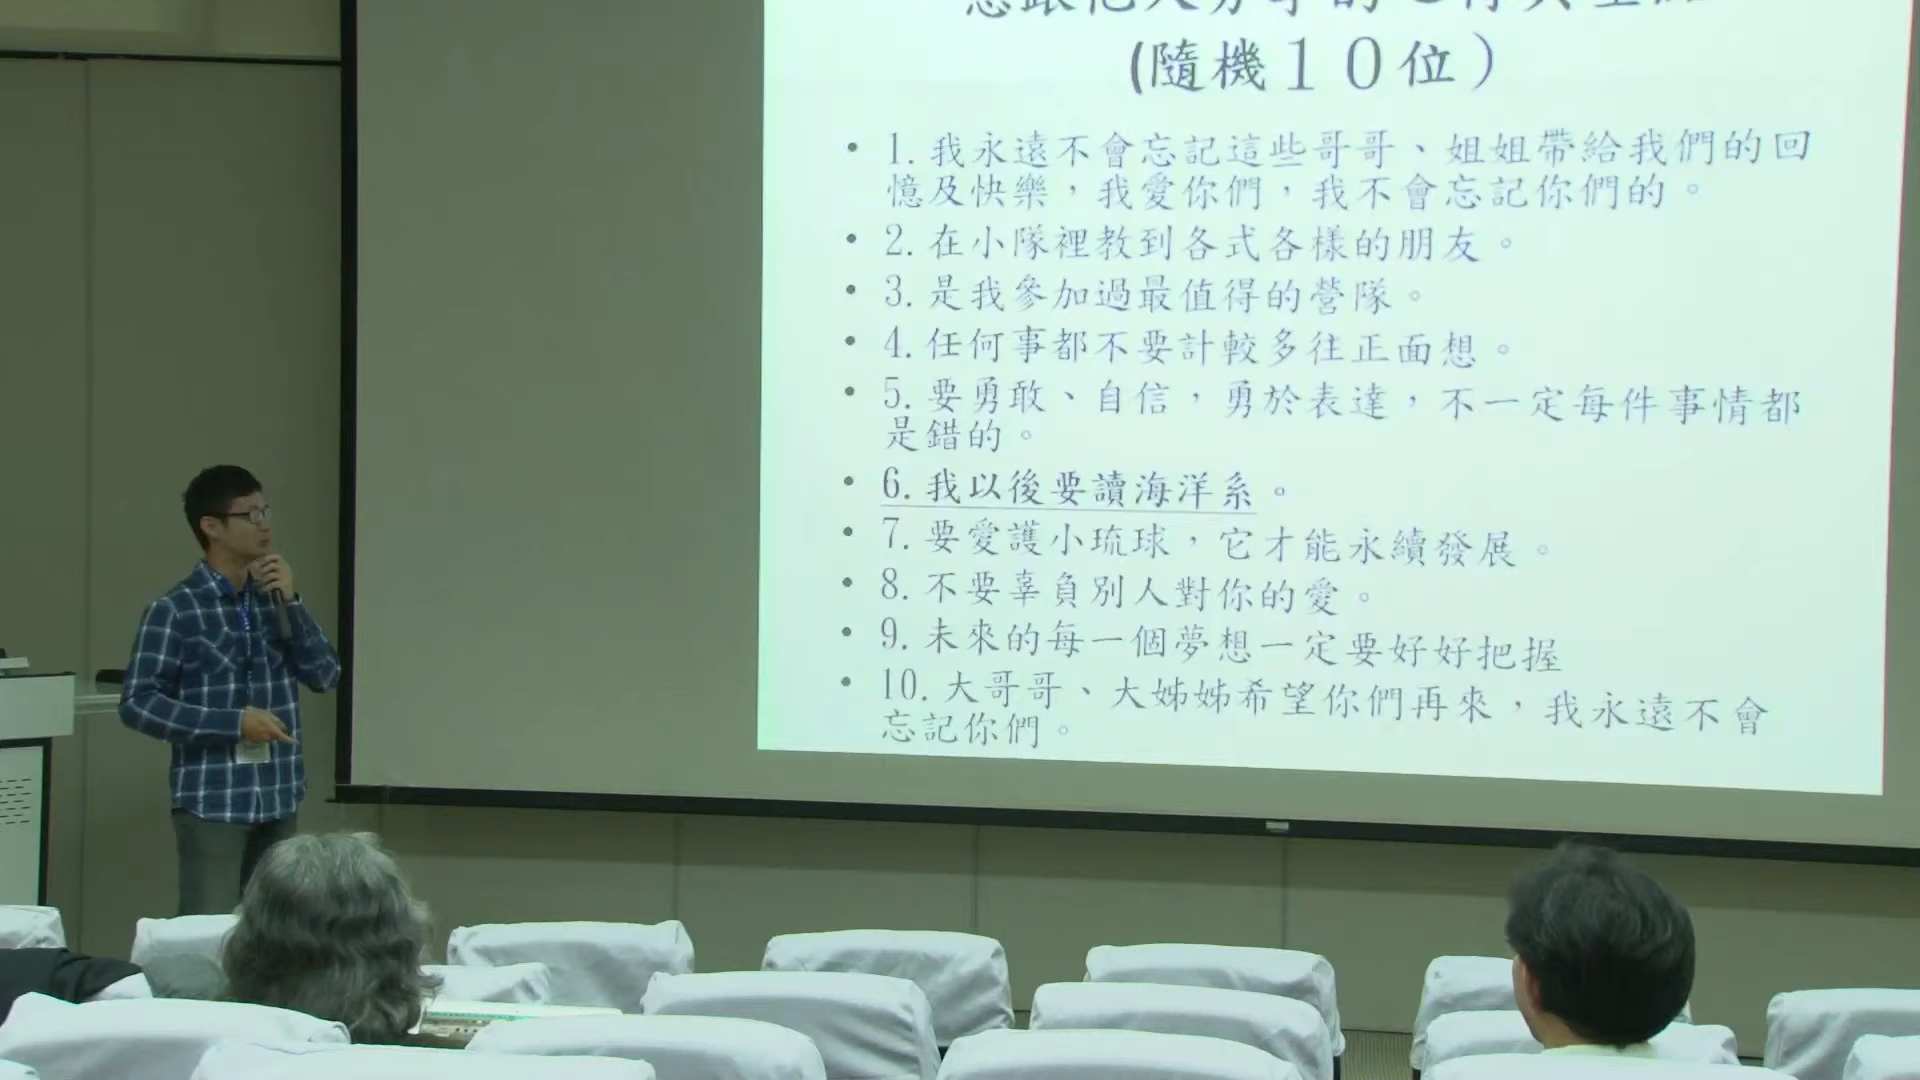 (隨機１０位）
• 1. 我永遠不會忘記這些哥哥、姐姐帶給我們的回
憶及快樂，我愛你們，我不會忘記你們的。
• 2. 在小隊裡教到各式各樣的朋友。
• 3. 是我參加過最值得的營隊。
• 4. 任何事都不要計較多往正面想。
• 5. 要勇敢、自信，勇於表達，不一定每件事情都
是錯的。
• 6. 我以後要讀海洋系。
• 7. 要愛護小琉球，它才能永續發展。
• 8. 不要辜負別人對你的愛。
• 9. 未來的每一個夢想一定要好好把握
• 10. 大哥哥、大姊姊希望你們再來，我永遠不會
忘記你們。